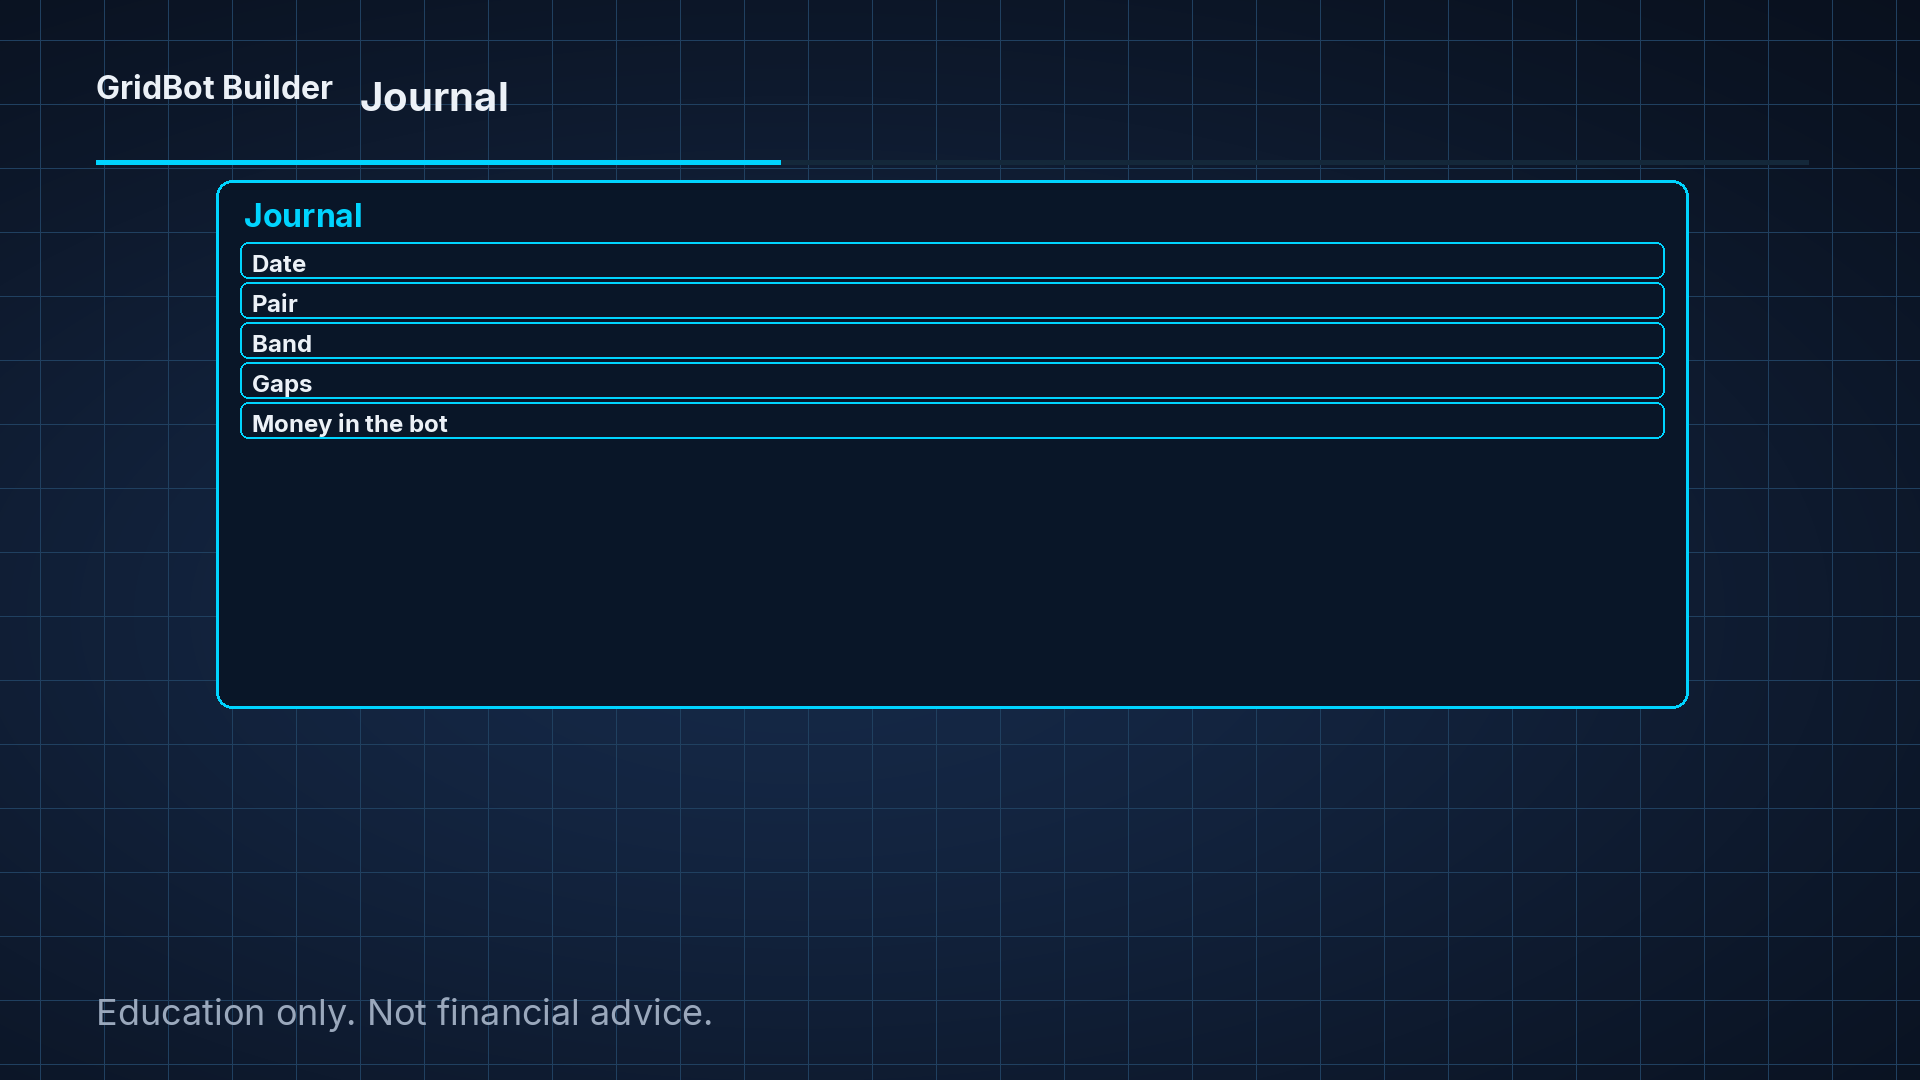 GridBot Builder
Journal
Journal
Date
Pair
Band
Gaps
Money in the bot
Education only. Not financial advice.